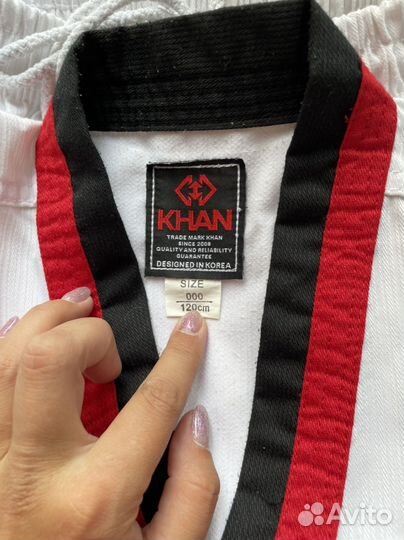 KHAN
TRADE MARK KHAN
SINCE 2008
QUALITY AND RELIABILITY
GUARANTEE
DESIGNED IN KOREA
SIZE
000
120cm
Avito